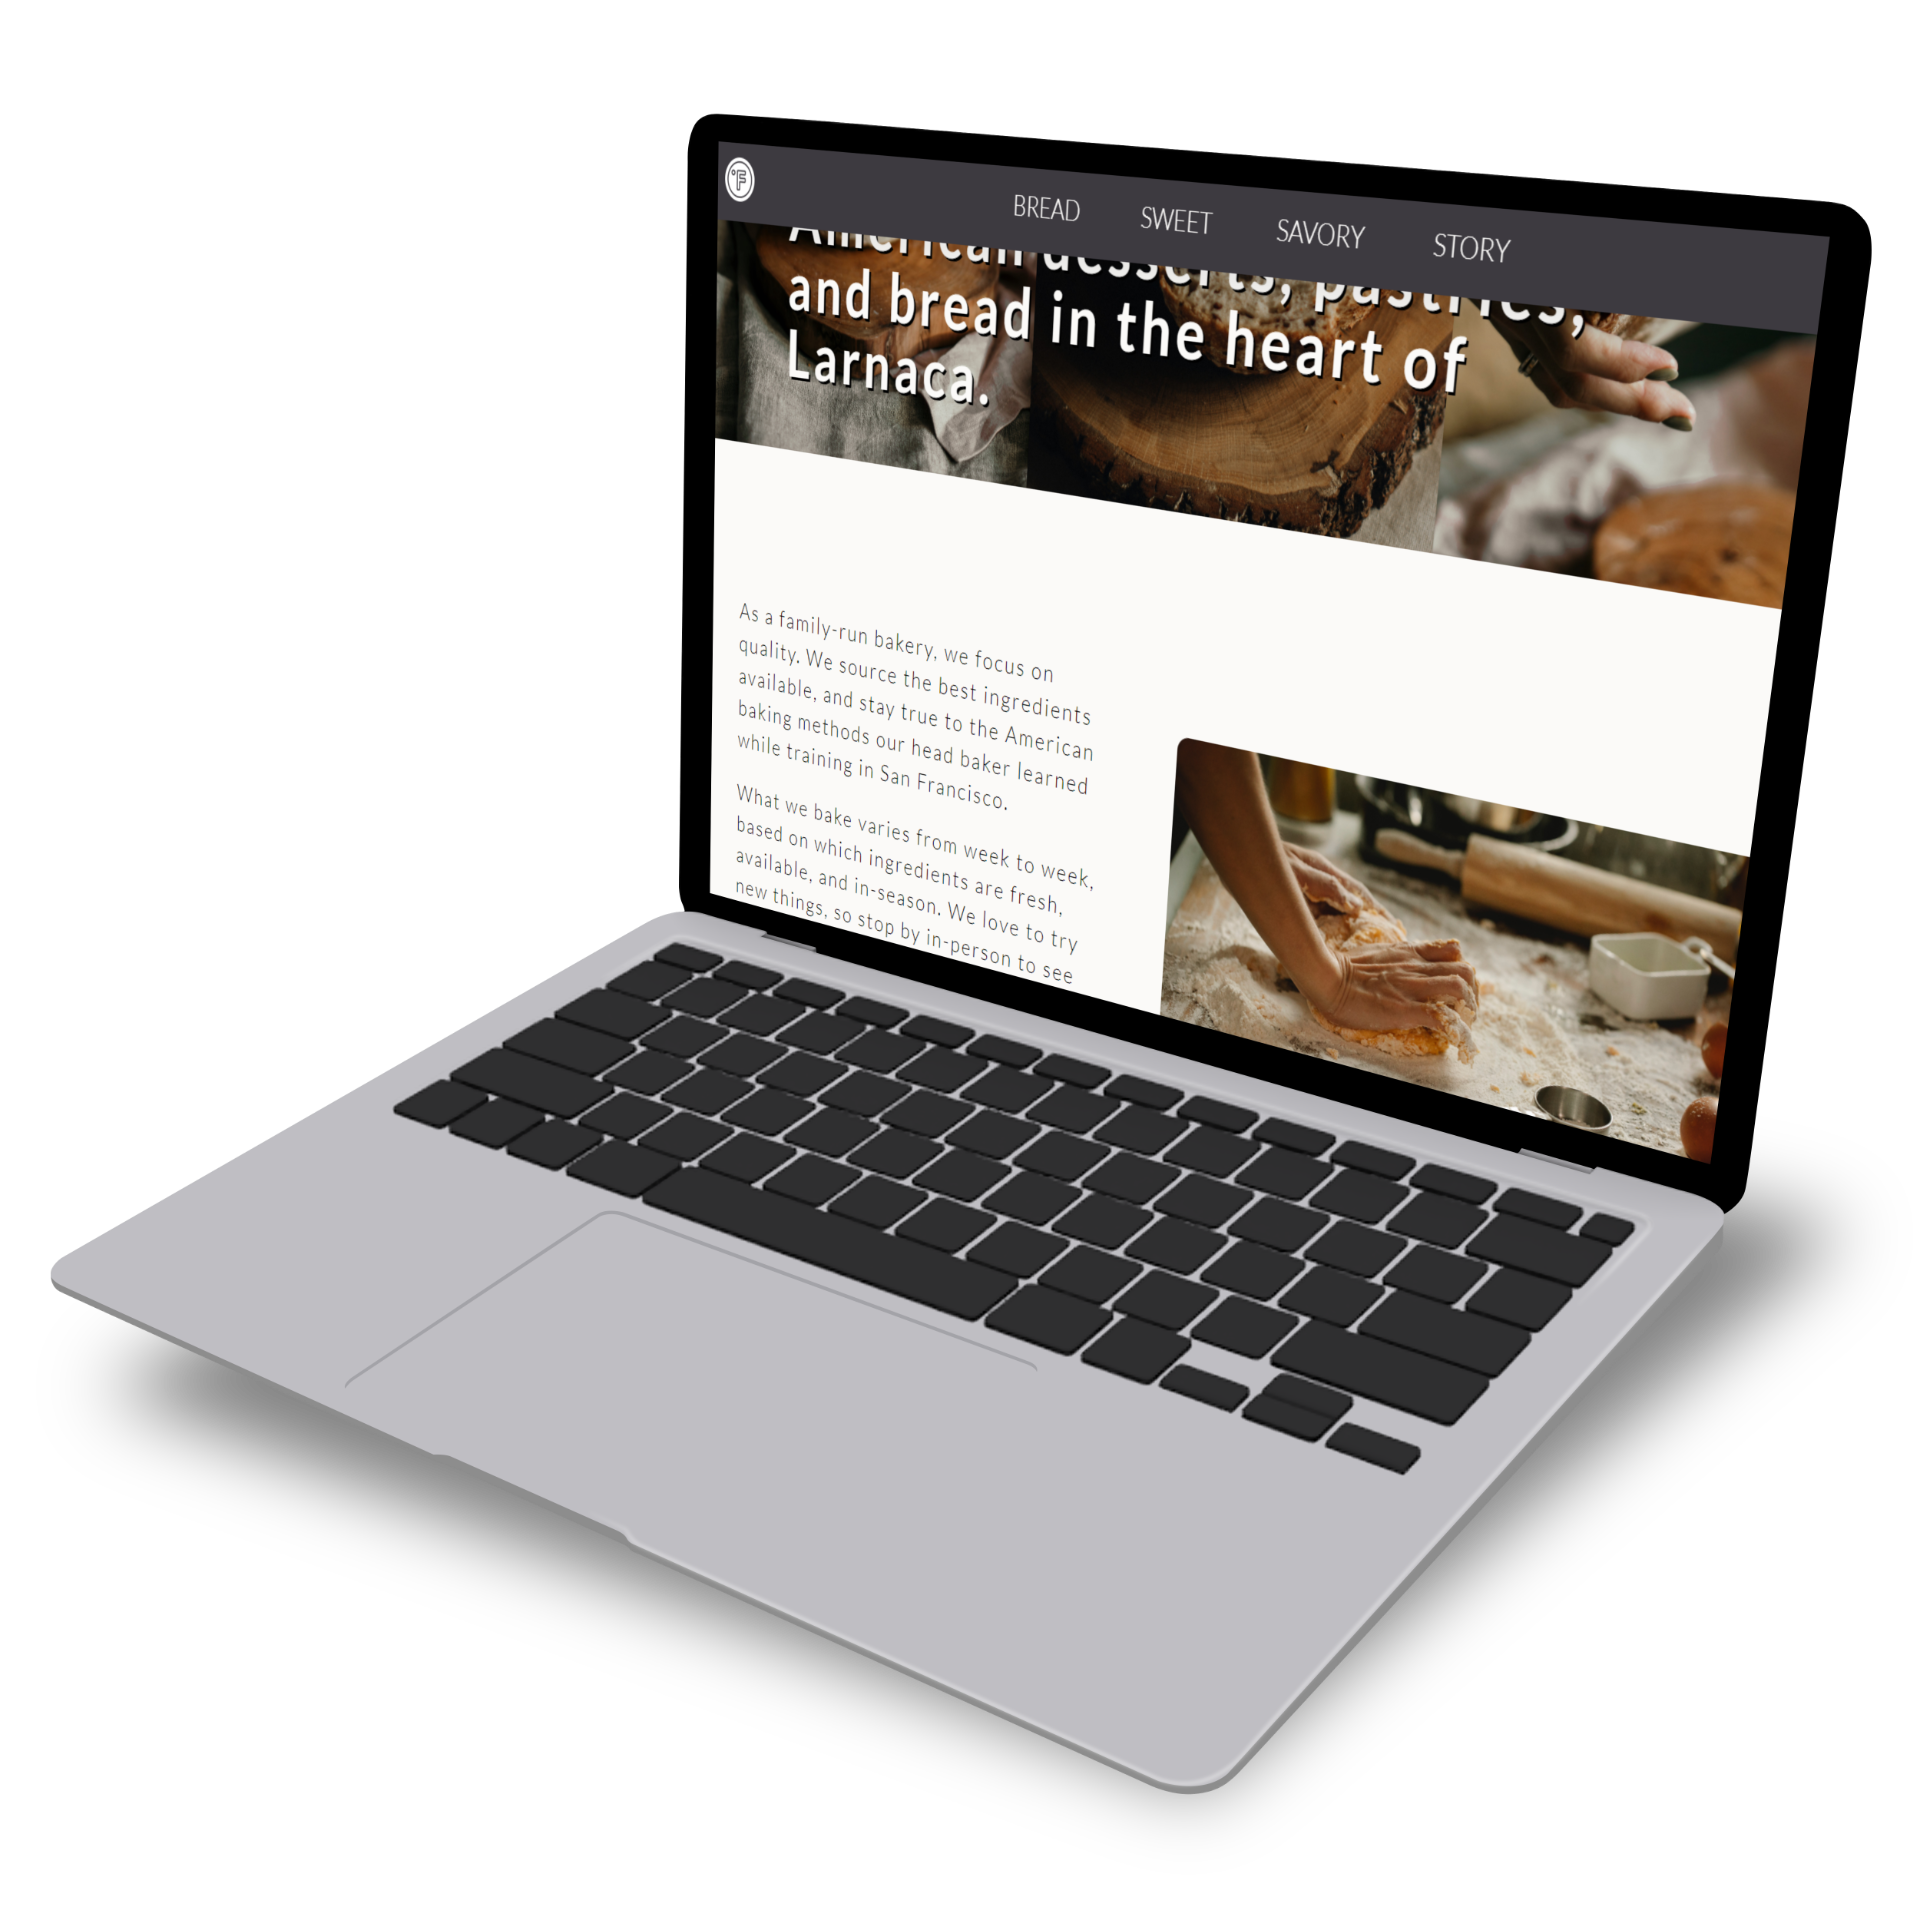 °F
BREAD SWEET SAVORY STORY
American desserts, pastries,
and bread in the heart of
Larnaca.
As a family-run bakery, we focus on
quality. We source the best ingredients
available, and stay true to the American
baking methods our head baker learned
while training in San Francisco.
What we bake varies from week to week,
based on which ingredients are fresh,
available, and in-season. We love to try
new things, so stop by in-person to see